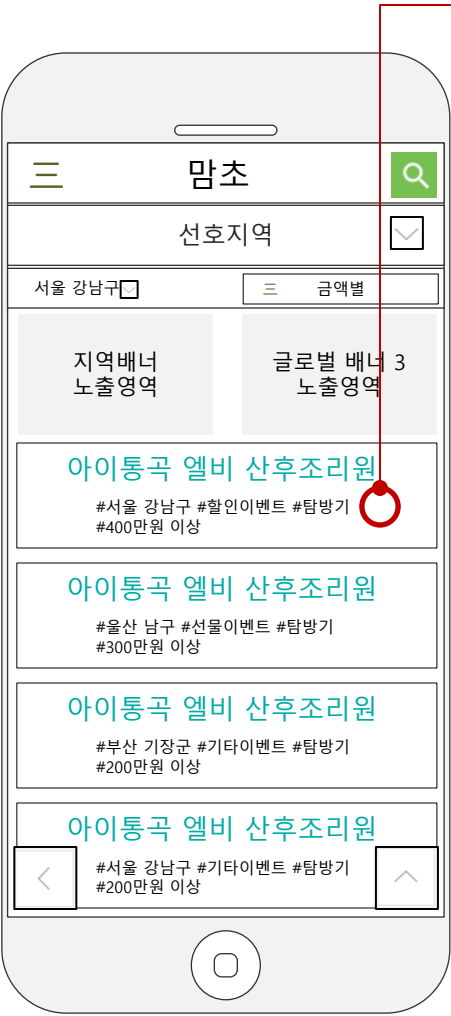 三 맘초
선호지역
서울 강남구
三 금액별
지역배너
노출영역
글로벌 배너 3
노출영역
아이통곡 엘비 산후조리원
#서울 강남구 #할인이벤트 #탐방기
#400만원 이상
아이통곡 엘비 산후조리원
#울산 남구 #선물이벤트 #탐방기
#300만원 이상
아이통곡 엘비 산후조리원
#부산 기장군 #기타이벤트 #탐방기
#200만원 이상
아이통곡 엘비 산후조리원
#서울 강남구 #기타이벤트 #탐방기
#200만원 이상